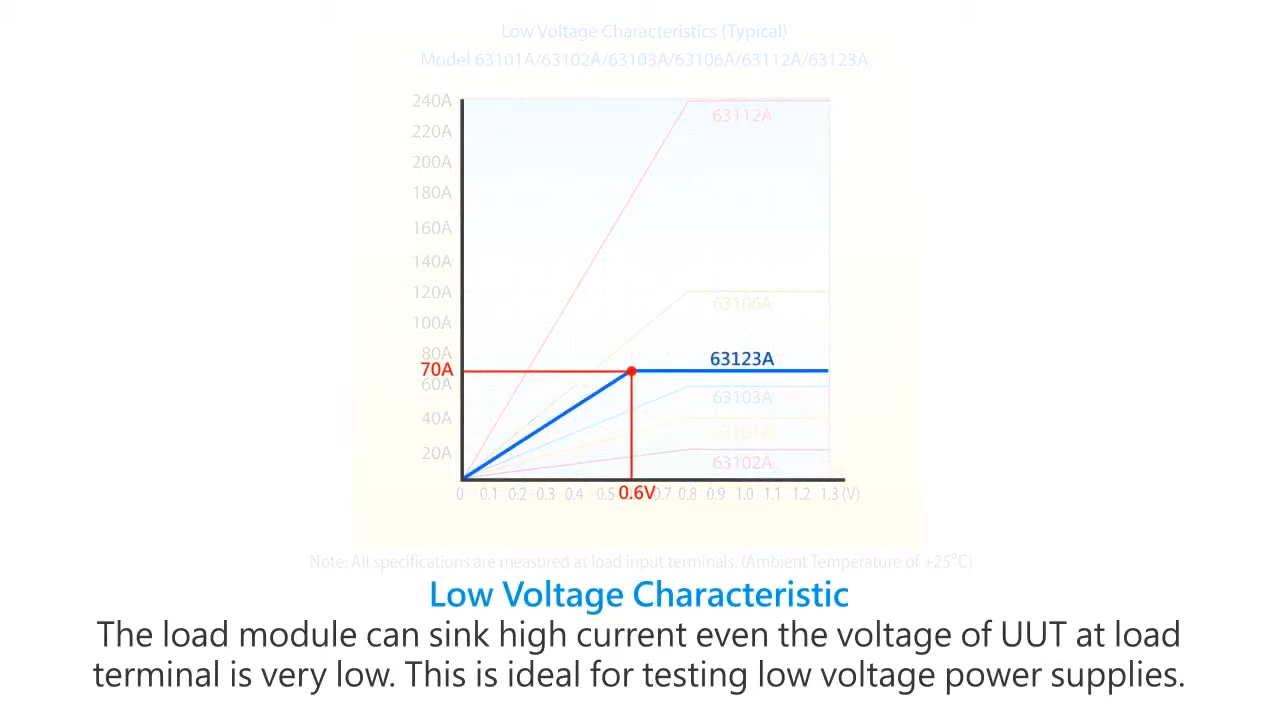 Low Voltage Characteristics (Typical)
Model 63101A/63102A/63103A/63106A/63112A/63123A
240A
63112A
220A
200A
180A
160A
140A
120A
63106A
100A
80A
63123A
70A
60A
63103A
40A
63101A
20A
63102A
0 0.1 0.2 0.3 0.4 0.5 0.6V 0.7 0.8 0.9 1.0 1.1 1.2 1.3 (V)
Note: All specifications are measured at load input terminals. (Ambient Temperature of +25°C)
Low Voltage Characteristic
The load module can sink high current even the voltage of UUT at load
terminal is very low. This is ideal for testing low voltage power supplies.